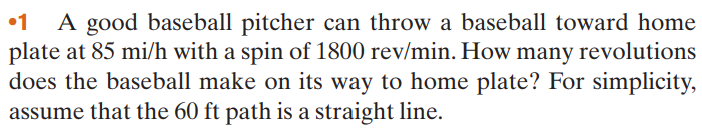 •1 A good baseball pitcher can throw a baseball toward home
plate at 85 mi/h with a spin of 1800 rev/min. How many revolutions
does the baseball make on its way to home plate? For simplicity,
assume that the 60 ft path is a straight line.